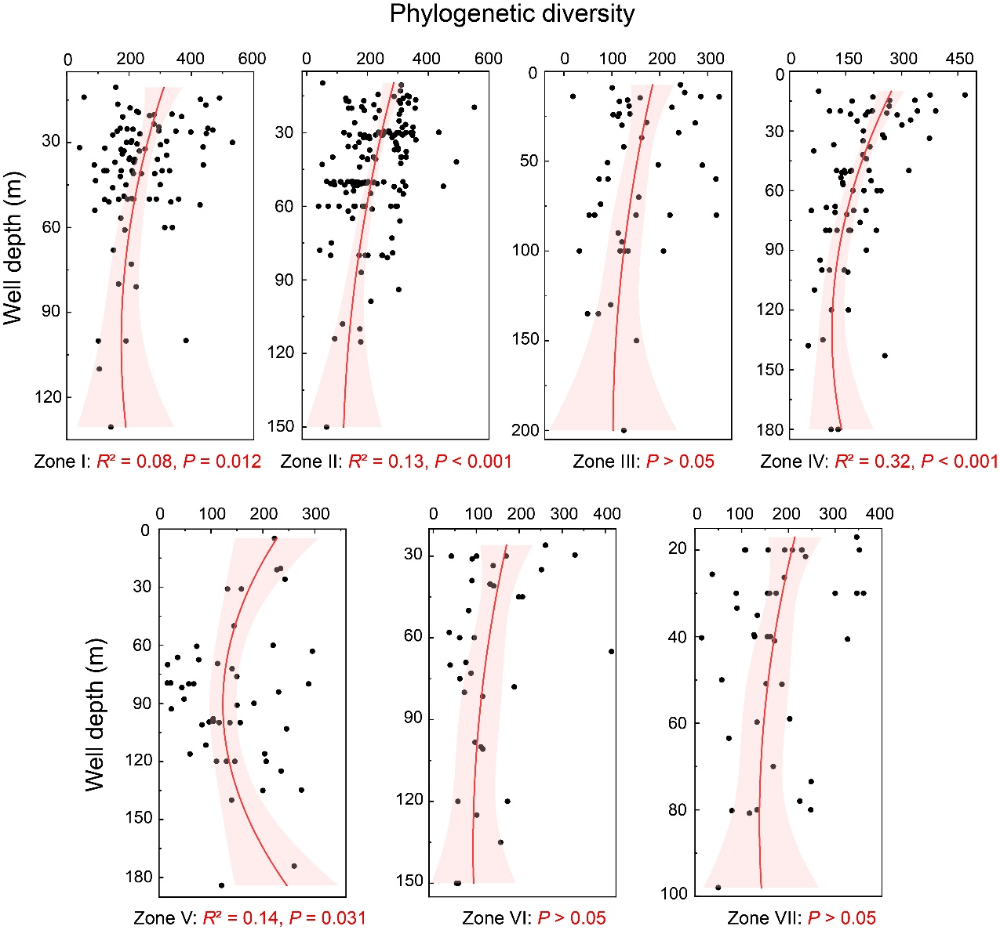 Phylogenetic diversity
0 200 400 600
0 200 400 600
0 100 200 300
0 150 300 450
Well depth (m)
30
60
90
120
30
60
90
120
150
0
50
100
150
200
0
30
60
90
120
150
180
Zone I: R² = 0.08, P = 0.012
Zone II: R² = 0.13, P < 0.001
Zone III: P > 0.05
Zone IV: R² = 0.32, P < 0.001
0 100 200 300
0 100 200 300 400
0 100 200 300 400
Well depth (m)
0
30
60
90
120
150
180
30
60
90
120
150
20
40
60
80
100
Zone V: R² = 0.14, P = 0.031
Zone VI: P > 0.05
Zone VII: P > 0.05